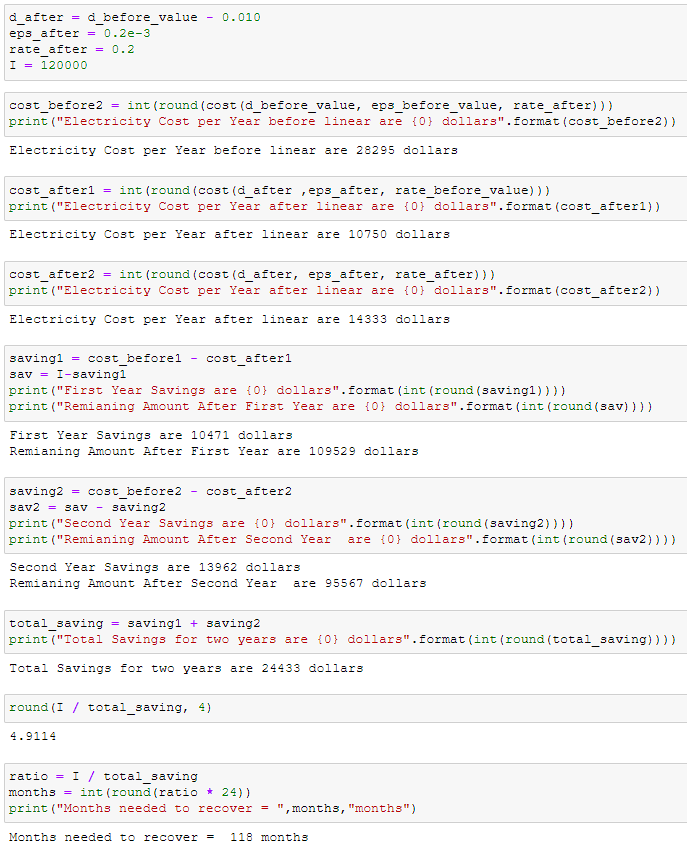 d_after = d_before_value - 0.010
eps_after = 0.2e-3
rate_after = 0.2
I = 120000
cost_before2 = int(round(cost(d_before_value, eps_before_value, rate_after)))
print("Electricity Cost per Year before linear are {0} dollars".format(cost_before2))
Electricity Cost per Year before linear are 28295 dollars
cost_after1 = int(round(cost(d_after ,eps_after, rate_before_value)))
print("Electricity Cost per Year after linear are {0} dollars".format(cost_after1))
Electricity Cost per Year after linear are 10750 dollars
cost_after2 = int(round(cost(d_after, eps_after, rate_after)))
print("Electricity Cost per Year after linear are {0} dollars".format(cost_after2))
Electricity Cost per Year after linear are 14333 dollars
saving1 = cost_before1 - cost_after1
sav = I-saving1
print("First Year Savings are {0} dollars".format(int(round(saving1))))
print("Remianing Amount After First Year are {0} dollars".format(int(round(sav))))
First Year Savings are 10471 dollars
Remianing Amount After First Year are 109529 dollars
saving2 = cost_before2 - cost_after2
sav2 = sav - saving2
print("Second Year Savings are {0} dollars".format(int(round(saving2))))
print("Remianing Amount After Second Year  are {0} dollars".format(int(round(sav2))))
Second Year Savings are 13962 dollars
Remianing Amount After Second Year  are 95567 dollars
total_saving = saving1 + saving2
print("Total Savings for two years are {0} dollars".format(int(round(total_saving))))
Total Savings for two years are 24433 dollars
round(I / total_saving, 4)
4.9114
ratio = I / total_saving
months = int(round(ratio * 24))
print("Months needed to recover = ",months,"months")
Months needed to recover =  118 months